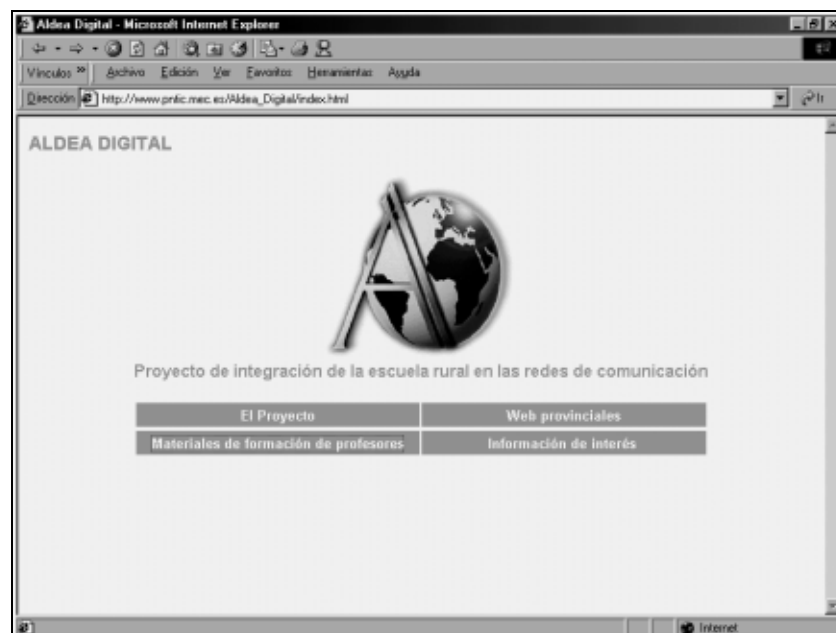 Aldea Digital - Microsoft Internet Explorer
Vínculos » Archivo Edición Ver Favoritos Herramientas Ayuda
Dirección http://www.pntic.mec.es/Aldea_Digital/index.html Ir
ALDEA DIGITAL
Proyecto de integración de la escuela rural en las redes de comunicación
El Proyecto Web provinciales
Materiales de formación de profesores Información de interés
Internet